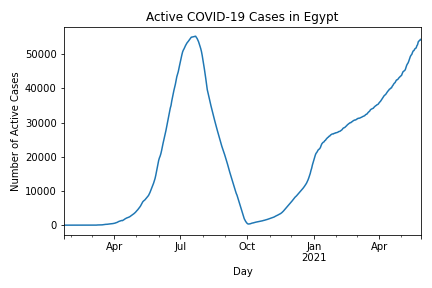 Active COVID-19 Cases in Egypt
Number of Active Cases
50000
40000
30000
20000
10000
0
Apr
Jul
Oct
Jan
2021
Apr
Day